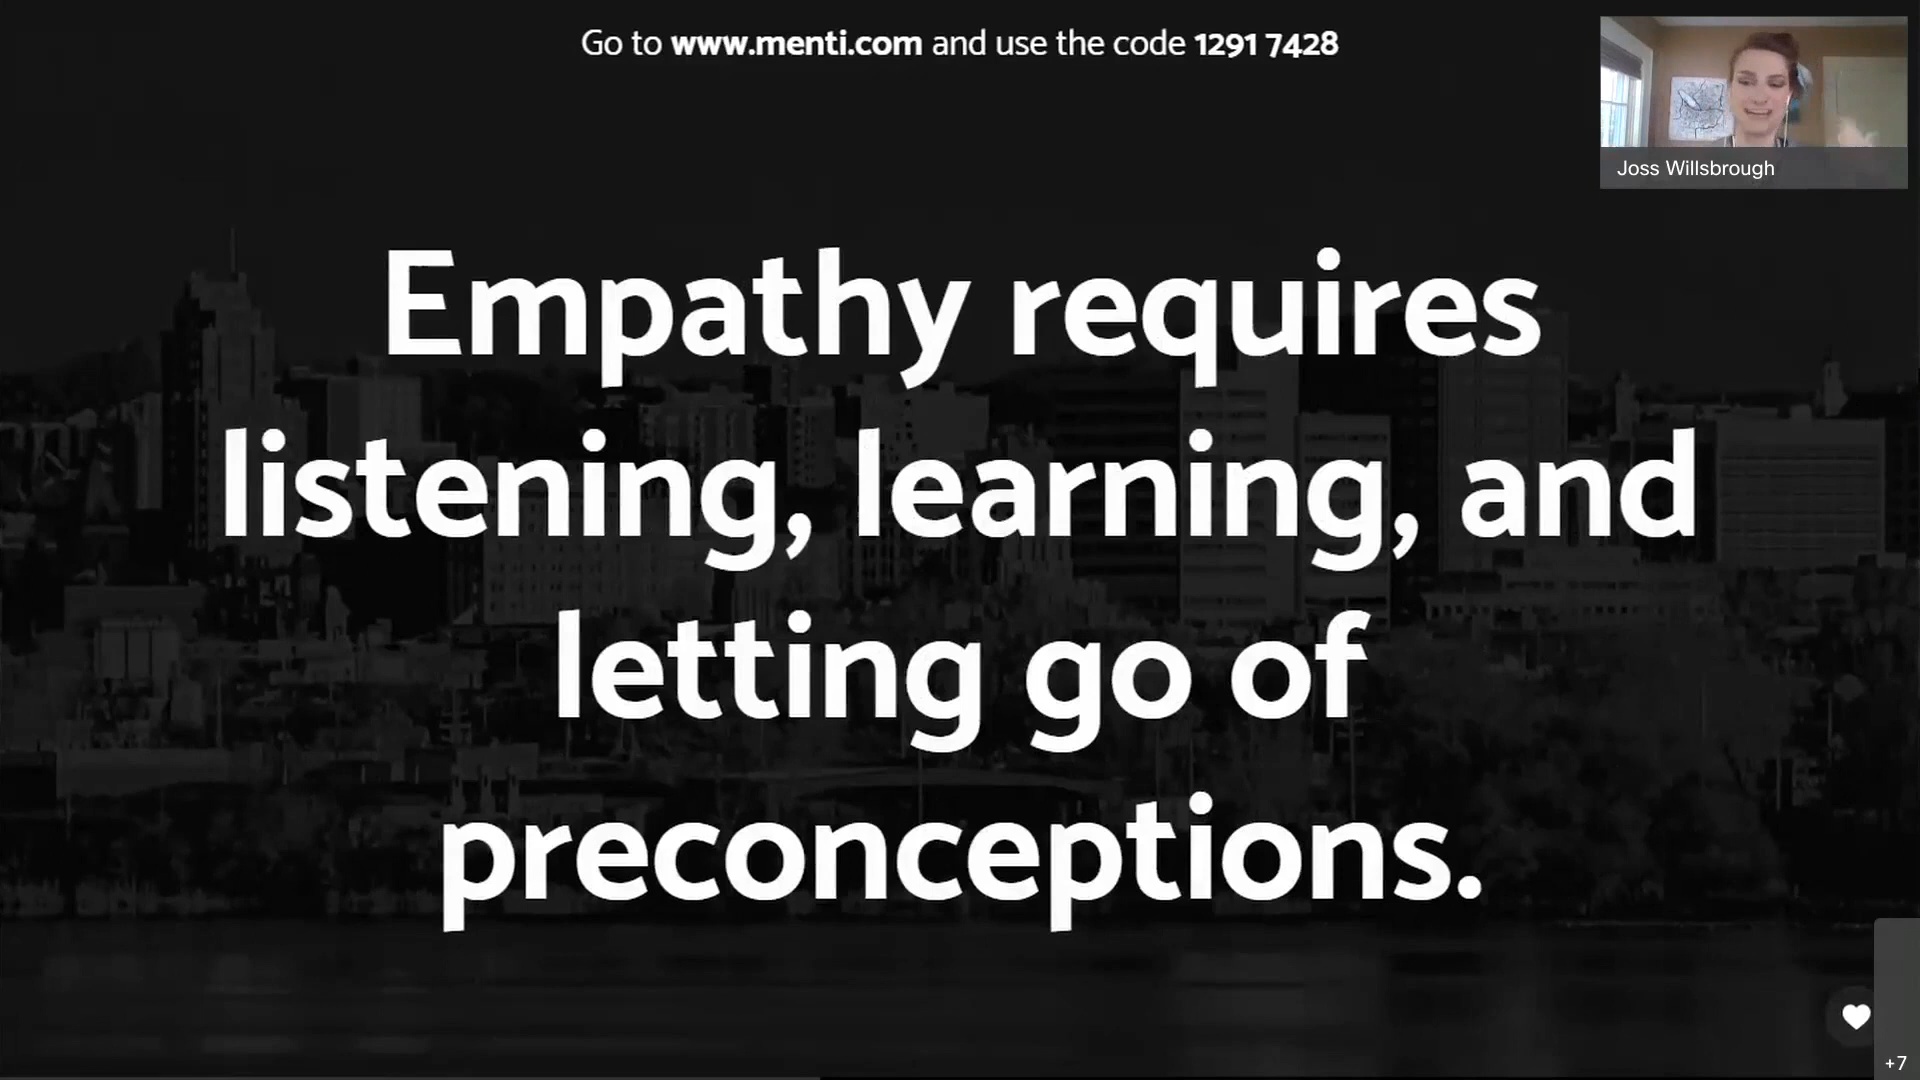 Go to www.menti.com and use the code 1291 7428
Joss Willsbrough
Empathy requires
listening, learning, and
letting go of
preconceptions.
+7